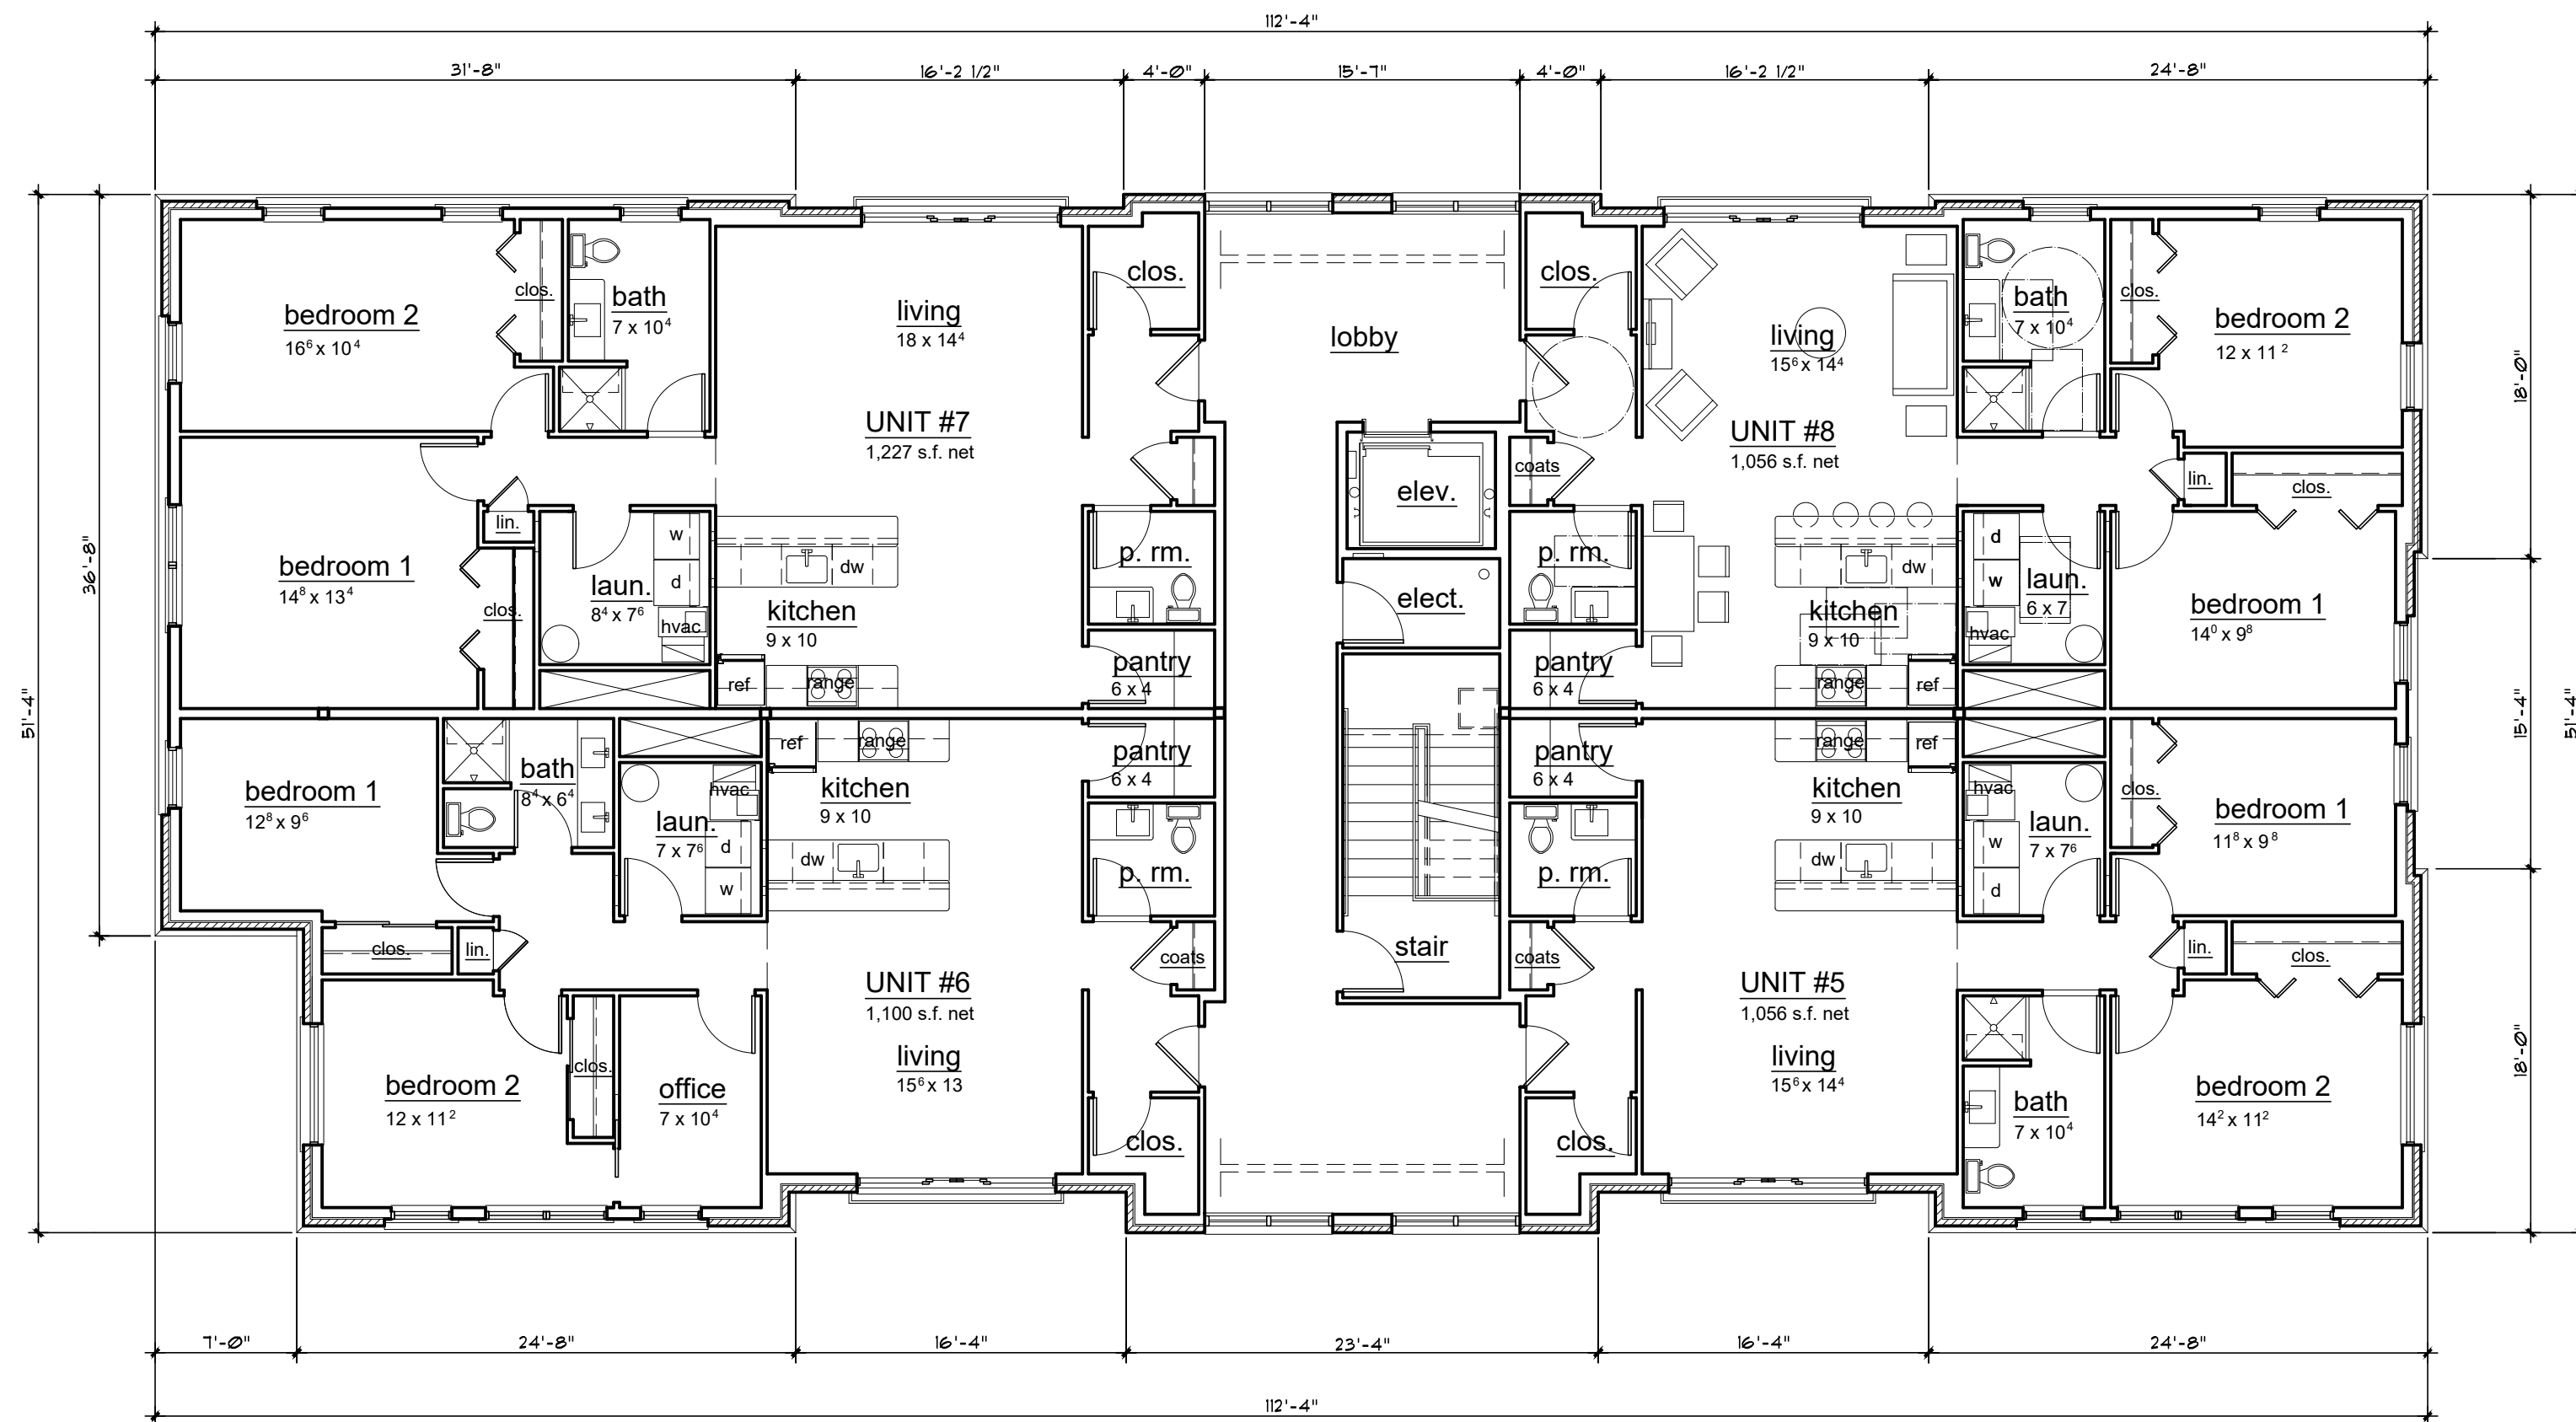 112'-4"
31'-8"
16'-2 1/2"
4'-0"
15'-7"
4'-0"
16'-2 1/2"
24'-8"
51'-4"
36'-8"
18'-0"
15'-4"
18'-0"
51'-4"
bedroom 2
16⁶ x 10⁴
clos.
bath
7 x 10⁴
living
18 x 14⁴
UNIT #7
1,227 s.f. net
clos.
lobby
clos.
living
15⁶ x 14⁴
UNIT #8
1,056 s.f. net
bath
7 x 10⁴
clos.
bedroom 2
12 x 11²
bedroom 1
14⁸ x 13⁴
clos.
lin.
laun.
8⁴ x 7⁶
w
d
hvac
dw
kitchen
9 x 10
ref
range
p. rm.
pantry
6 x 4
elev.
elect.
coats
p. rm.
pantry
6 x 4
dw
kitchen
9 x 10
range
ref
d
w
laun.
6 x 7
hvac
lin.
clos.
bedroom 1
14⁰ x 9⁸
bedroom 1
12⁸ x 9⁶
bath
8⁴ x 6⁴
laun.
7 x 7⁶
hvac
d
w
ref
range
kitchen
9 x 10
dw
pantry
6 x 4
p. rm.
coats
clos.
lin.
UNIT #6
1,100 s.f. net
living
15⁶ x 13
bedroom 2
12 x 11²
clos.
office
7 x 10⁴
clos.
stair
pantry
6 x 4
p. rm.
coats
clos.
range
ref
kitchen
9 x 10
dw
UNIT #5
1,056 s.f. net
living
15⁶ x 14⁴
hvac
laun.
7 x 7⁶
w
d
clos.
bedroom 1
11⁸ x 9⁸
lin.
clos.
bath
7 x 10⁴
bedroom 2
14² x 11²
7'-0"
24'-8"
16'-4"
23'-4"
16'-4"
24'-8"
112'-4"